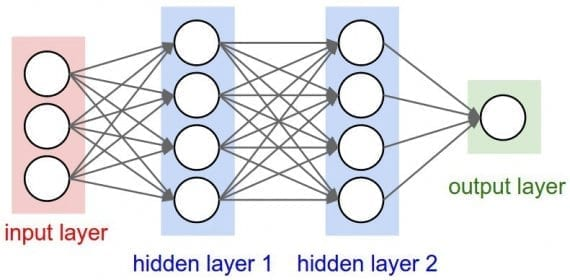 input layer
hidden layer 1
hidden layer 2
output layer